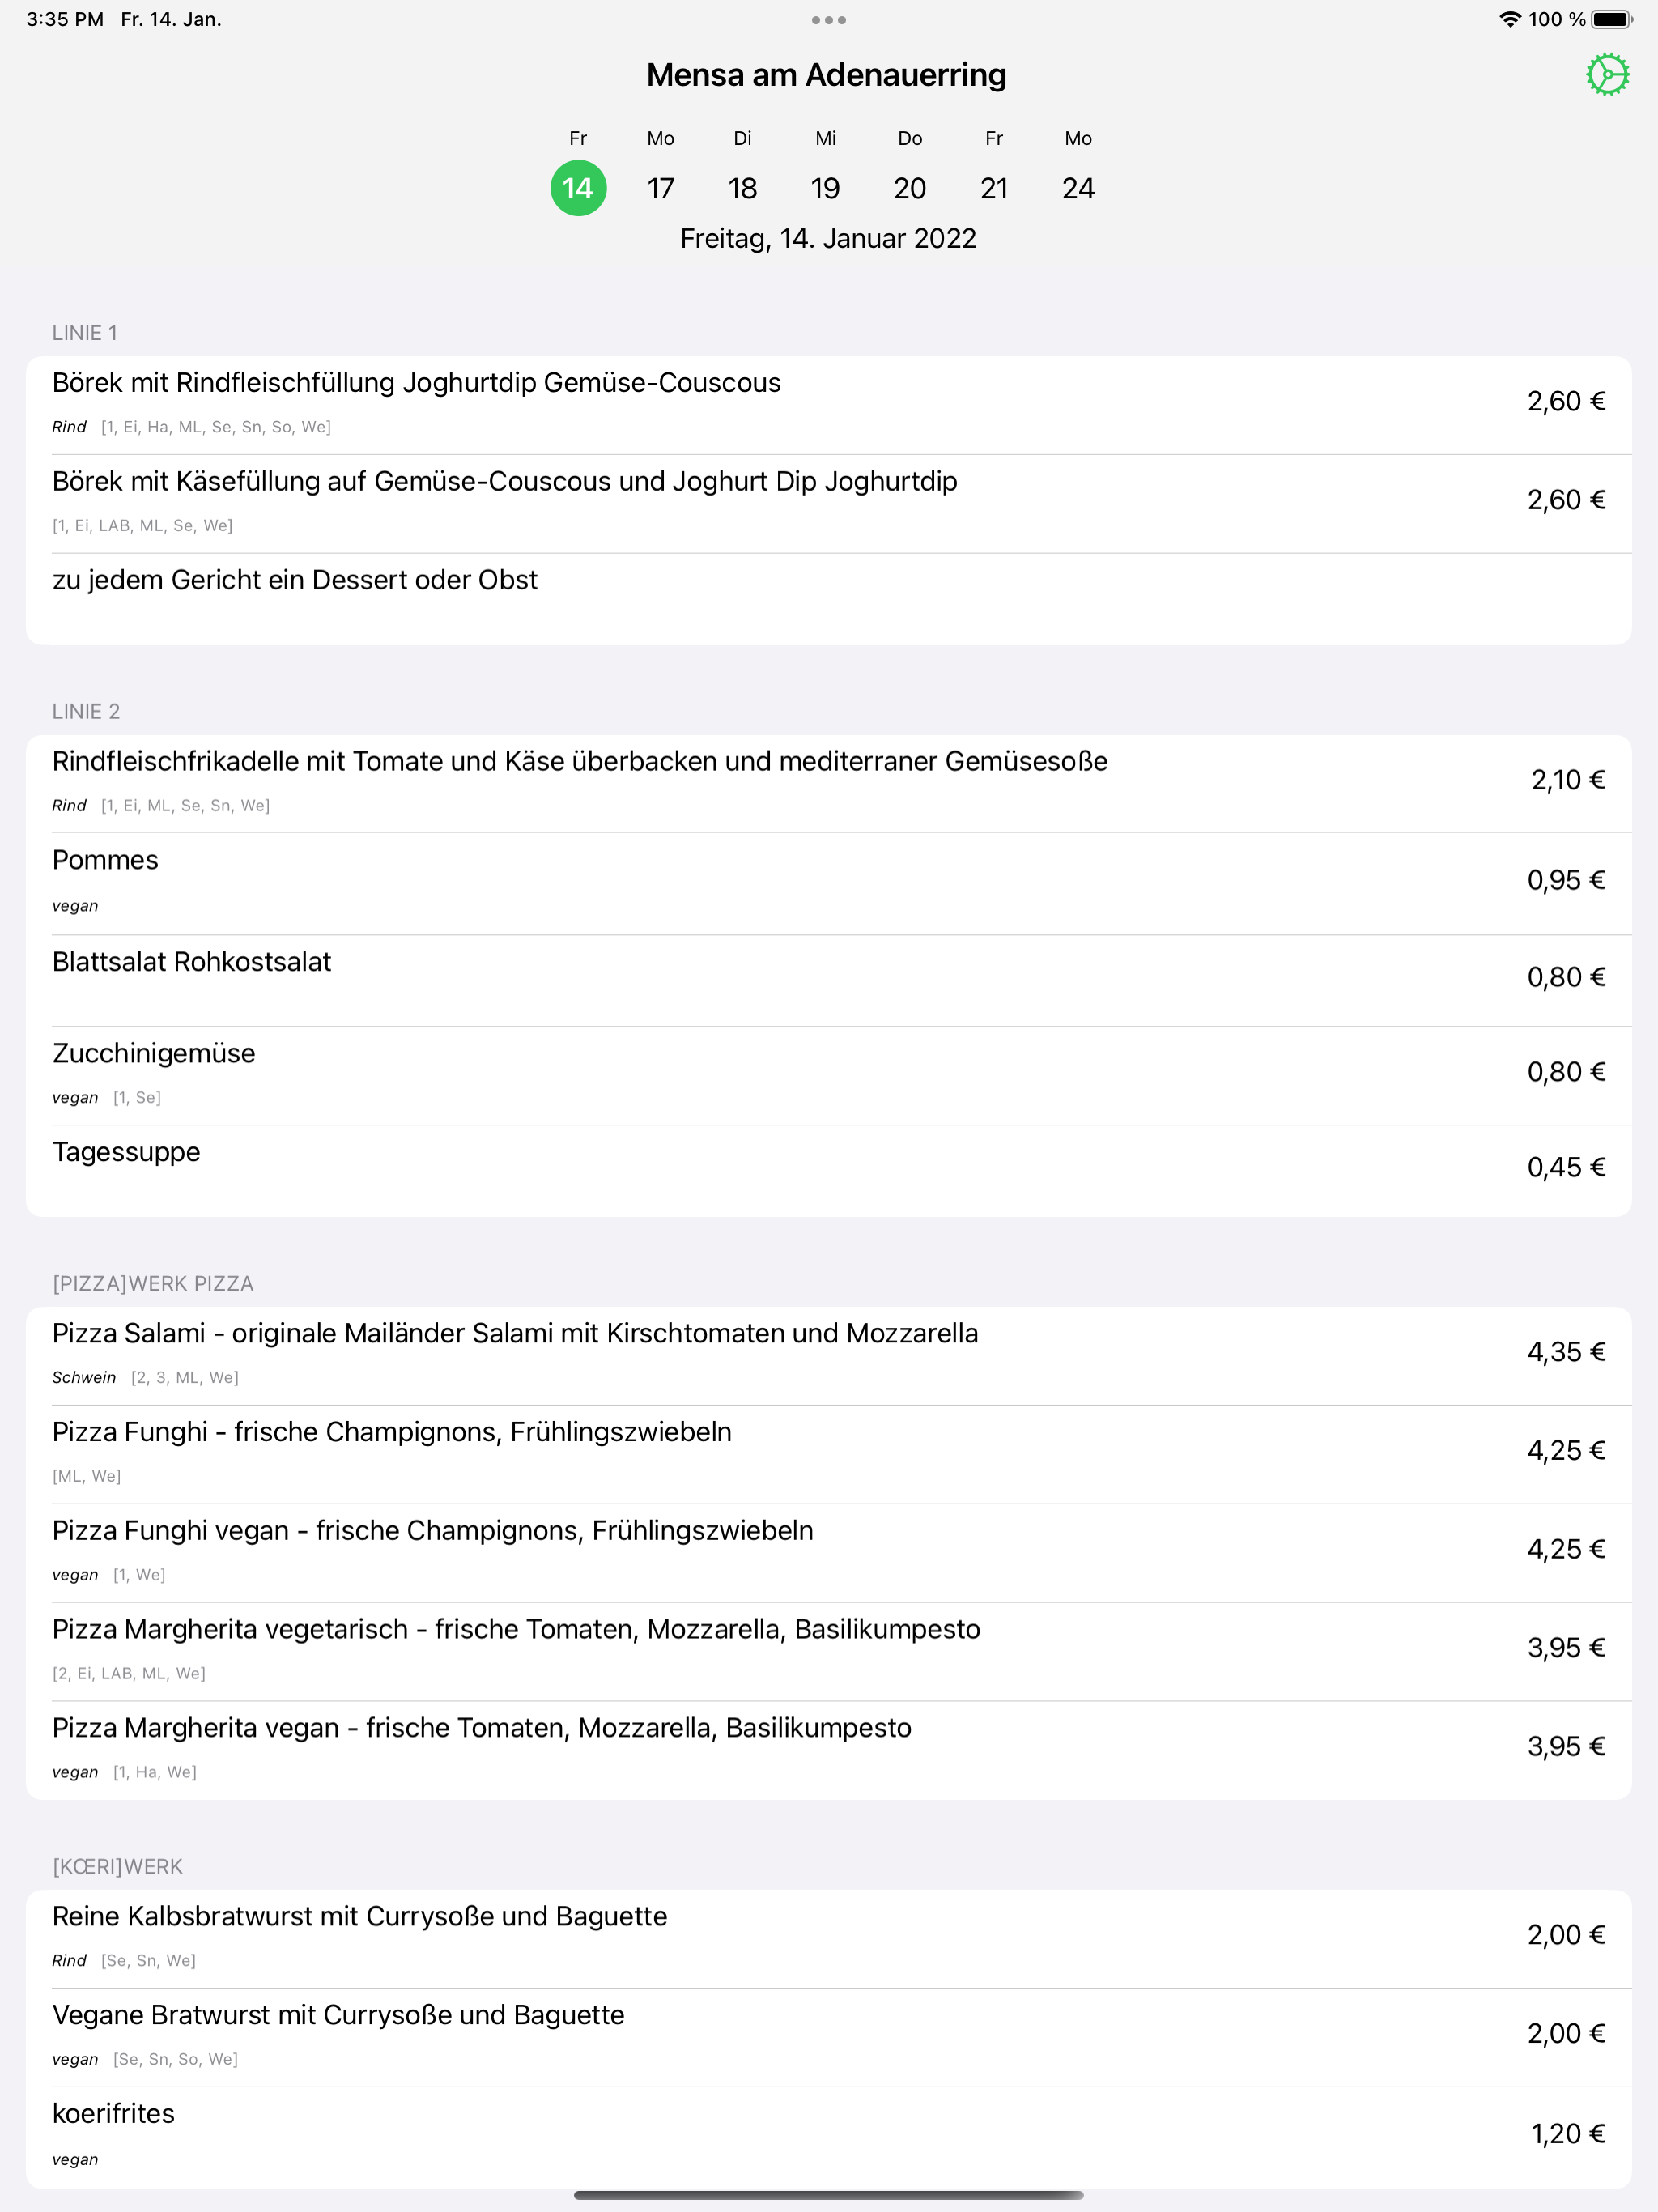 3:35 PM Fr. 14. Jan.
100 %
Mensa am Adenauerring
Fr Mo Di Mi Do Fr Mo
14 17 18 19 20 21 24
Freitag, 14. Januar 2022
LINIE 1
Börek mit Rindfleischfüllung Joghurtdip Gemüse-Couscous
2,60 €
Rind [1, Ei, Ha, ML, Se, Sn, So, We]
Börek mit Käsefüllung auf Gemüse-Couscous und Joghurt Dip Joghurtdip
2,60 €
[1, Ei, LAB, ML, Se, We]
zu jedem Gericht ein Dessert oder Obst
LINIE 2
Rindfleischfrikadelle mit Tomate und Käse überbacken und mediterraner Gemüsesoße
2,10 €
Rind [1, Ei, ML, Se, Sn, We]
Pommes
0,95 €
vegan
Blattsalat Rohkostsalat
0,80 €
Zucchinigemüse
0,80 €
vegan [1, Se]
Tagessuppe
0,45 €
[PIZZA]WERK PIZZA
Pizza Salami - originale Mailänder Salami mit Kirschtomaten und Mozzarella
4,35 €
Schwein [2, 3, ML, We]
Pizza Funghi - frische Champignons, Frühlingszwiebeln
4,25 €
[ML, We]
Pizza Funghi vegan - frische Champignons, Frühlingszwiebeln
4,25 €
vegan [1, We]
Pizza Margherita vegetarisch - frische Tomaten, Mozzarella, Basilikumpesto
3,95 €
[2, Ei, LAB, ML, We]
Pizza Margherita vegan - frische Tomaten, Mozzarella, Basilikumpesto
3,95 €
vegan [1, Ha, We]
[KŒRI]WERK
Reine Kalbsbratwurst mit Currysoße und Baguette
2,00 €
Rind [Se, Sn, We]
Vegane Bratwurst mit Currysoße und Baguette
2,00 €
vegan [Se, Sn, So, We]
koerifrites
1,20 €
vegan